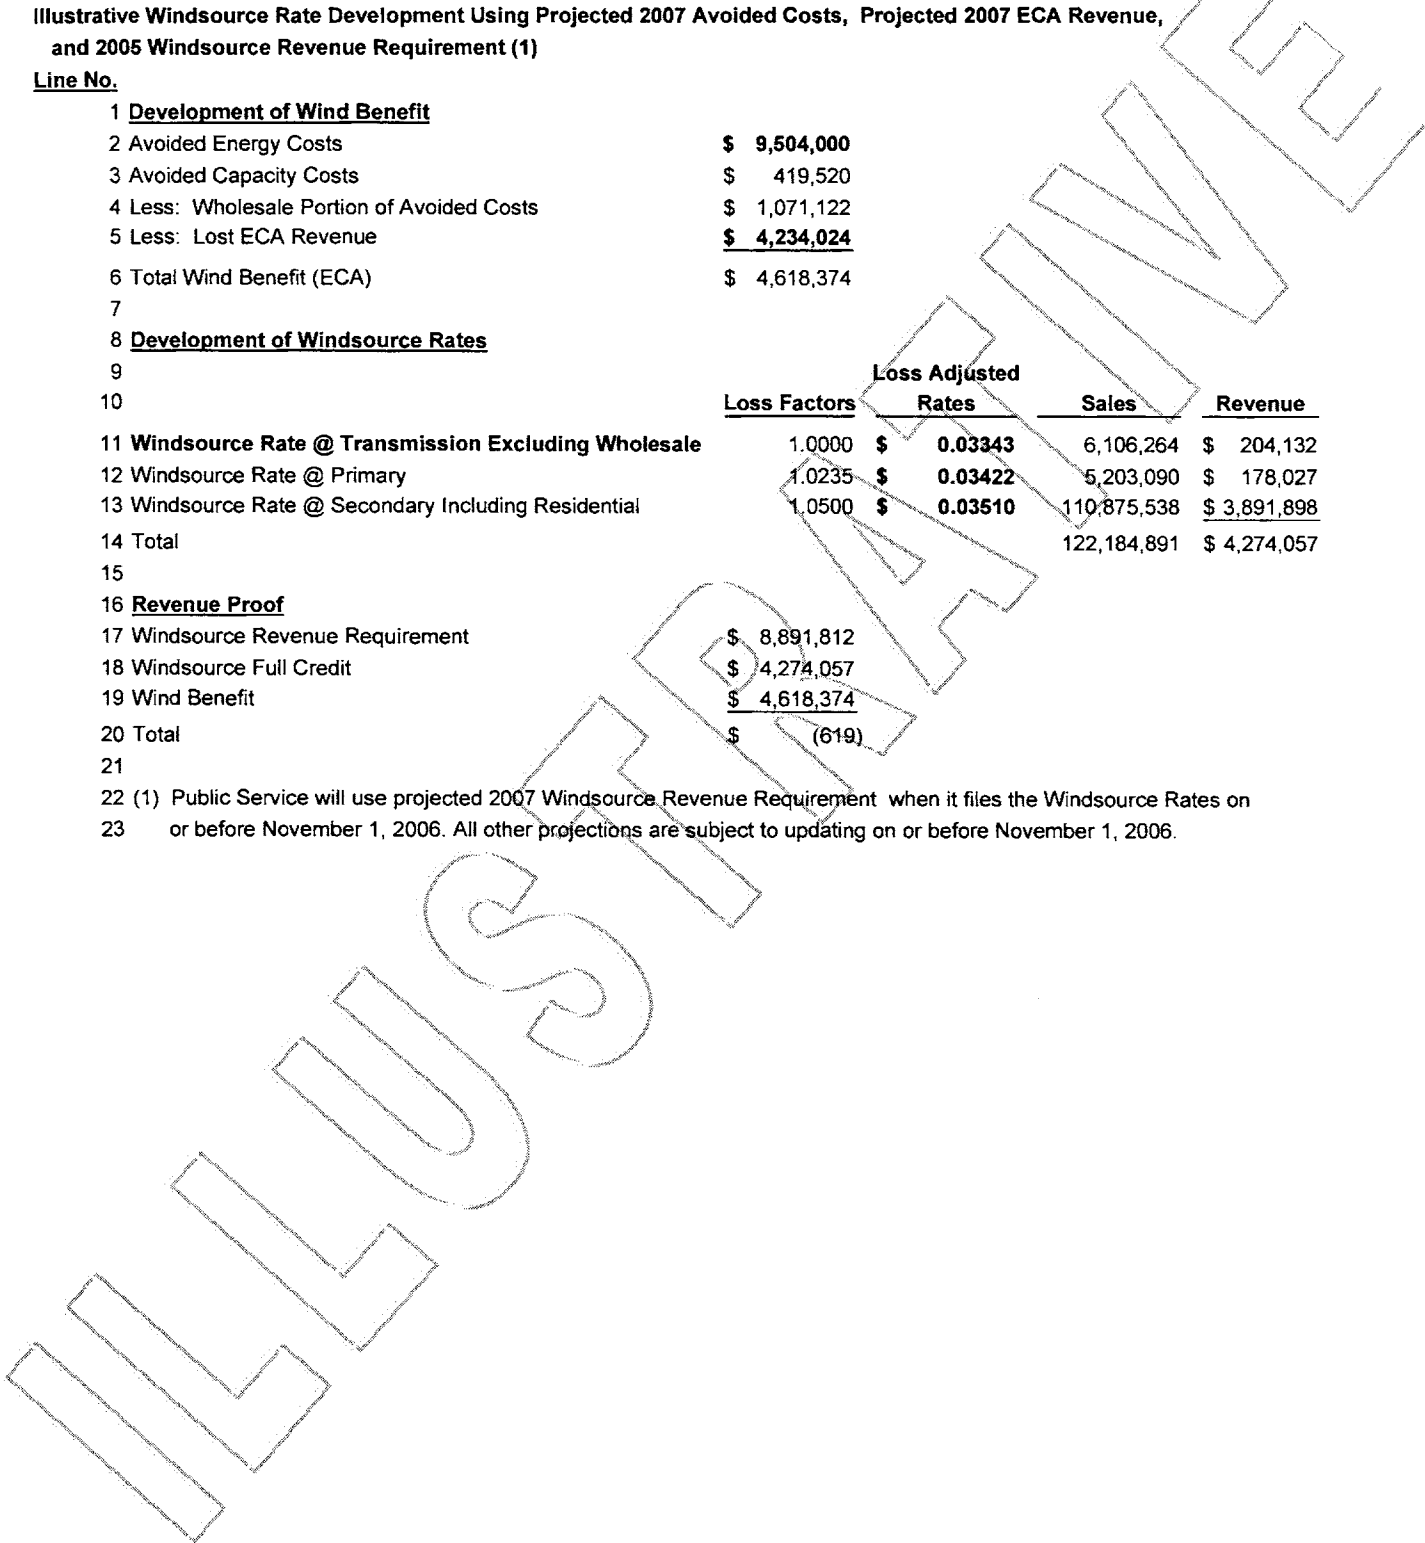 Illustrative Windsource Rate Development Using Projected 2007 Avoided Costs, Projected 2007 ECA Revenue,
and 2005 Windsource Revenue Requirement (1)
Line No.
1 Development of Wind Benefit
2 Avoided Energy Costs $ 9,504,000
3 Avoided Capacity Costs $ 419,520
4 Less: Wholesale Portion of Avoided Costs $ 1,071,122
5 Less: Lost ECA Revenue $ 4,234,024
6 Total Wind Benefit (ECA) $ 4,618,374
7
8 Development of Windsource Rates
9 Loss Adjusted
10 Loss Factors Rates Sales Revenue
11 Windsource Rate @ Transmission Excluding Wholesale 1.0000 $ 0.03343 6,106,264 $ 204,132
12 Windsource Rate @ Primary 1.0235 $ 0.03422 5,203,090 $ 178,027
13 Windsource Rate @ Secondary Including Residential 1.0500 $ 0.03510 110,875,538 $ 3,891,898
14 Total 122,184,891 $ 4,274,057
15
16 Revenue Proof
17 Windsource Revenue Requirement $ 8,891,812
18 Windsource Full Credit $ 4,274,057
19 Wind Benefit $ 4,618,374
20 Total $ (619)
21
22 (1) Public Service will use projected 2007 Windsource Revenue Requirement when it files the Windsource Rates on
23 or before November 1, 2006. All other projections are subject to updating on or before November 1, 2006.
ILLUSTRATIVE